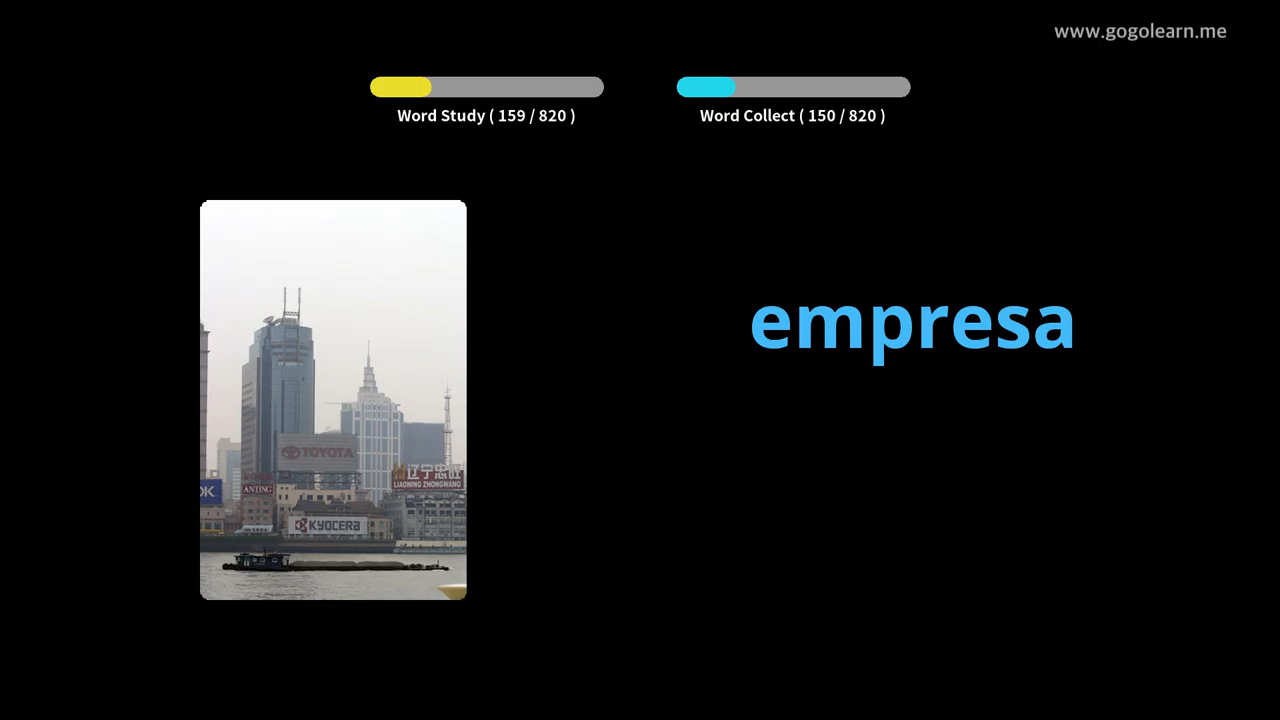 www.gogolearn.me
Word Study ( 159 / 820 )
Word Collect ( 150 / 820 )
empresa
TOYOTA
辽宁忠旺
LIAONING ZHONGWANG
ANTING
OK
KYOCERA